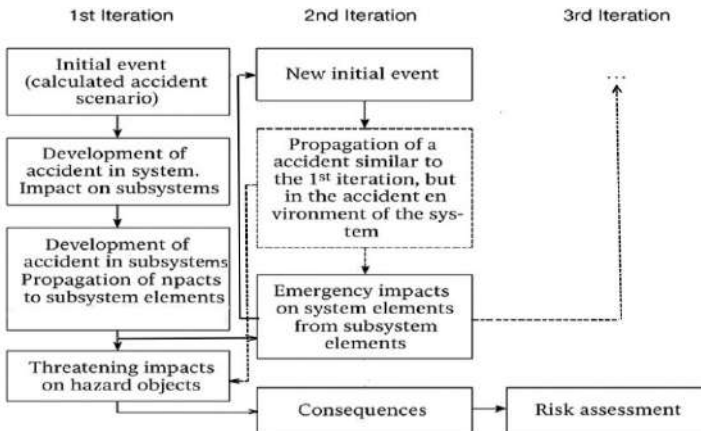 1st Iteration
2nd Iteration
3rd Iteration
Initial event
(calculated accident
scenario)
Development of
accident in system.
Impact on subsystems
Development of
accident in subsystems
Propagation of npacts
to subsystem elements
Threatening impacts
on hazard objects
New initial event
Propagation of a
accident similar to
the 1st iteration, but
in the accident en
vironment of the sys-
tem
Emergency impacts
on system elements
from subsystem
elements
Consequences
...
Risk assessment